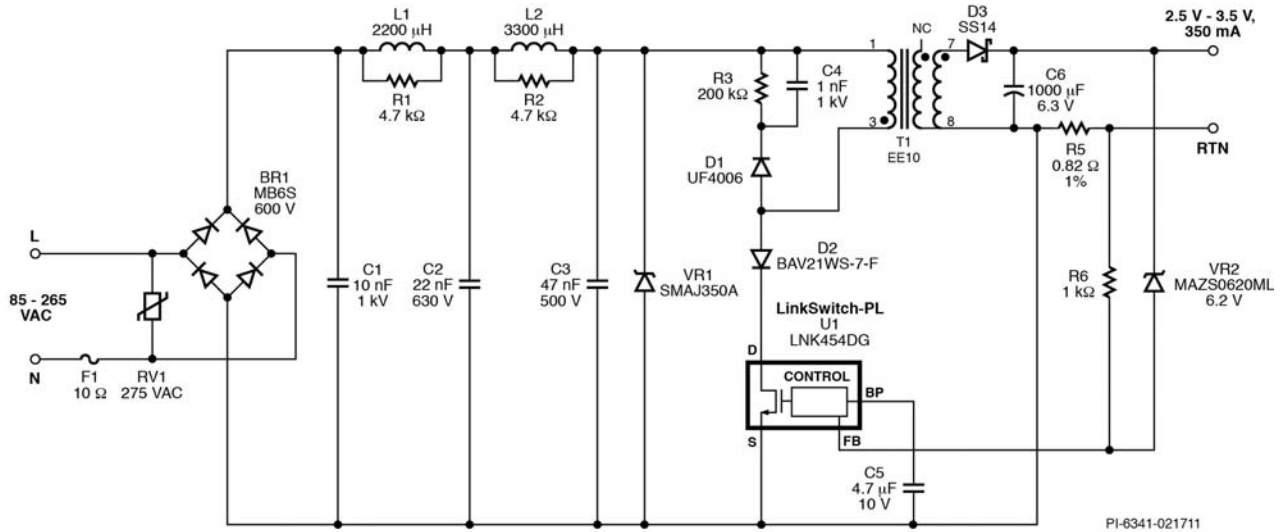 L1
2200 µH
R1
4.7 kΩ
L2
3300 µH
R2
4.7 kΩ
R3
200 kΩ
C4
1 nF
1 kV
1
3
NC
7
8
T1
EE10
D3
SS14
C6
1000 µF
6.3 V
2.5 V - 3.5 V,
350 mA
RTN
R5
0.82 Ω
1%
D1
UF4006
BR1
MB6S
600 V
L
85 - 265
VAC
N
F1
10 Ω
RV1
275 VAC
C1
10 nF
1 kV
C2
22 nF
630 V
C3
47 nF
500 V
VR1
SMAJ350A
D2
BAV21WS-7-F
LinkSwitch-PL
U1
LNK454DG
D
CONTROL
BP
S
FB
C5
4.7 µF
10 V
R6
1 kΩ
VR2
MAZS0620ML
6.2 V
PI-6341-021711